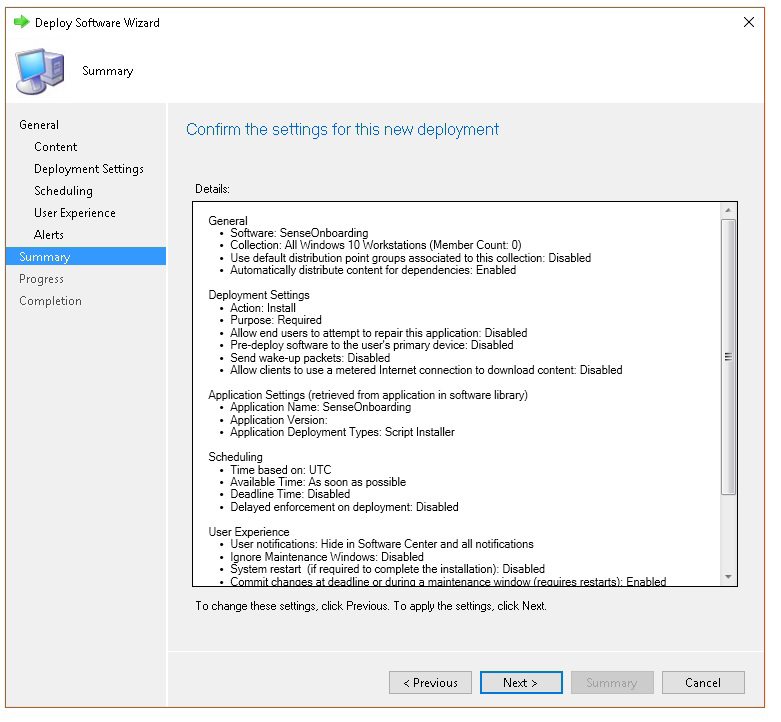 Deploy Software Wizard
Summary
General
Content
Deployment Settings
Scheduling
User Experience
Alerts
Summary
Progress
Completion
Confirm the settings for this new deployment
Details:
General
• Software: SenseOnboarding
• Collection: All Windows 10 Workstations (Member Count: 0)
• Use default distribution point groups associated to this collection: Disabled
• Automatically distribute content for dependencies: Enabled
Deployment Settings
• Action: Install
• Purpose: Required
• Allow end users to attempt to repair this application: Disabled
• Pre-deploy software to the user's primary device: Disabled
• Send wake-up packets: Disabled
• Allow clients to use a metered Internet connection to download content: Disabled
Application Settings (retrieved from application in software library)
• Application Name: SenseOnboarding
• Application Version:
• Application Deployment Types: Script Installer
Scheduling
• Time based on: UTC
• Available Time: As soon as possible
• Deadline Time: Disabled
• Delayed enforcement on deployment: Disabled
User Experience
• User notifications: Hide in Software Center and all notifications
• Ignore Maintenance Windows: Disabled
• System restart (if required to complete the installation): Disabled
• Commit changes at deadline or during a maintenance window (requires restarts): Enabled
To change these settings, click Previous. To apply the settings, click Next.
< Previous
Next >
Summary
Cancel